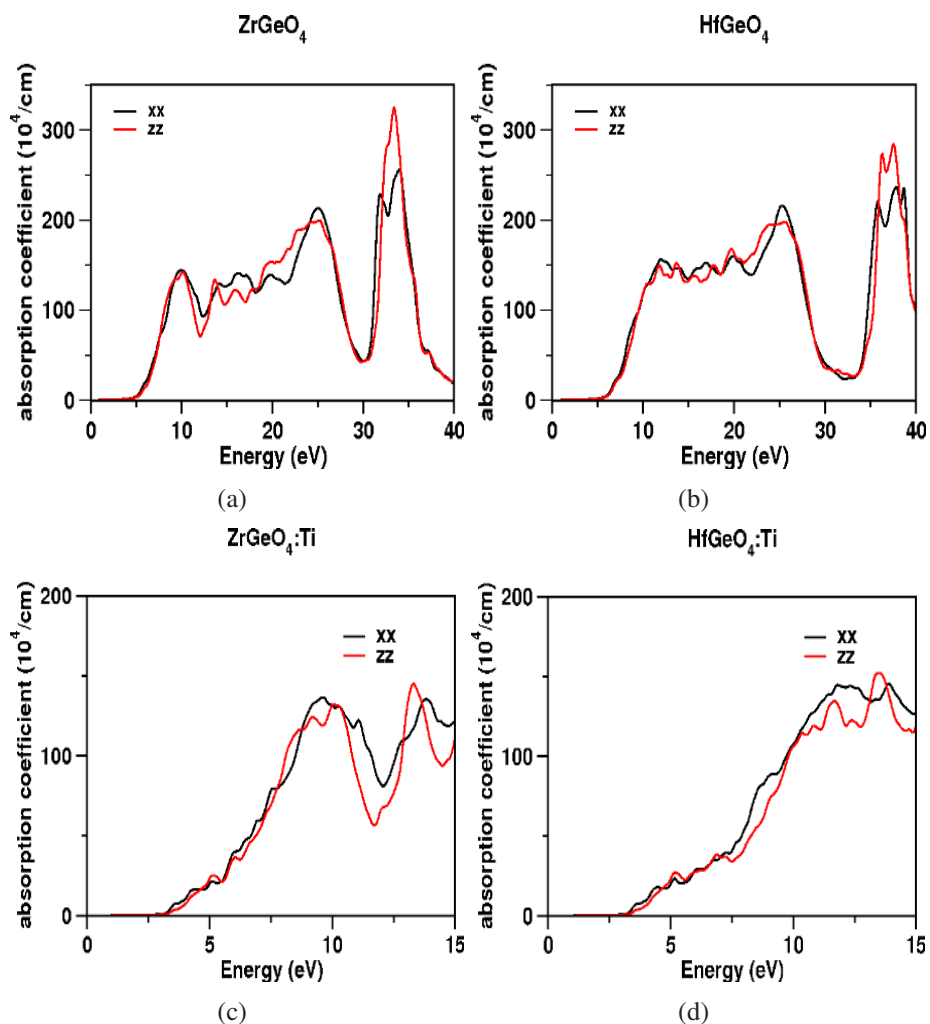 ZrGeO4
HfGeO4
absorption coefficient (10^4/cm)
300
200
100
0
xx
zz
0
10
20
30
40
Energy (eV)
(a)
absorption coefficient (10^4/cm)
300
200
100
0
xx
zz
0
10
20
30
40
Energy (eV)
(b)
ZrGeO4:Ti
HfGeO4:Ti
absorption coefficient (10^4/cm)
200
100
0
xx
zz
0
5
10
15
Energy (eV)
(c)
absorption coefficient (10^4/cm)
200
100
0
xx
zz
0
5
10
15
Energy (eV)
(d)